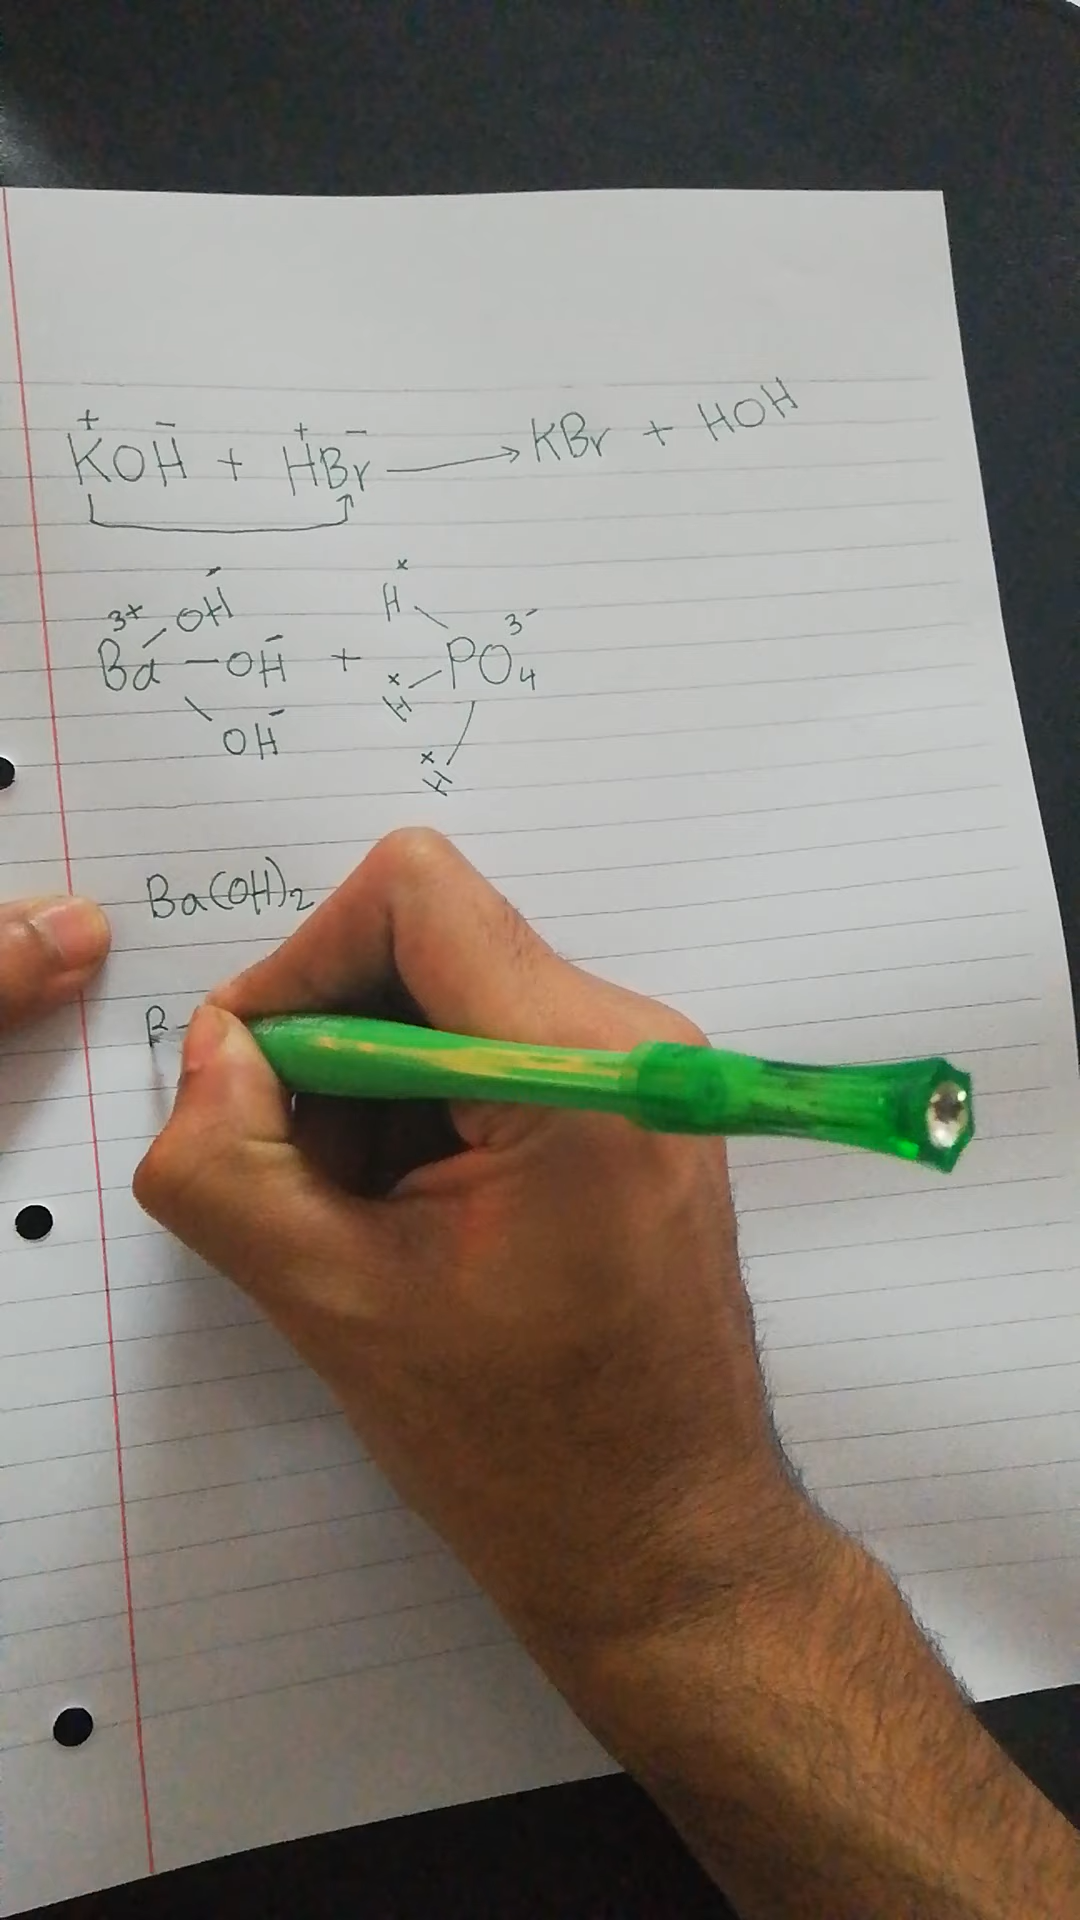 + - + -
KOH + HBr → KBr + HOH
- +
3+ OH H 3-
Ba - OH + H - PO4
- +
OH H
- +
Ba(OH)2
B